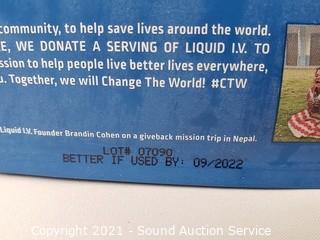 community, to help save lives around the world.
E, WE DONATE A SERVING OF LIQUID I.V. TO
ission to help people live better lives everywhere,
u. Together, we will Change The World! #CTW
Liquid I.V. Founder Brandin Cohen on a giveback mission trip in Nepal.
LOT# 07090
BETTER IF USED BY: 09/2022
Copyright 2021 - Sound Auction Service